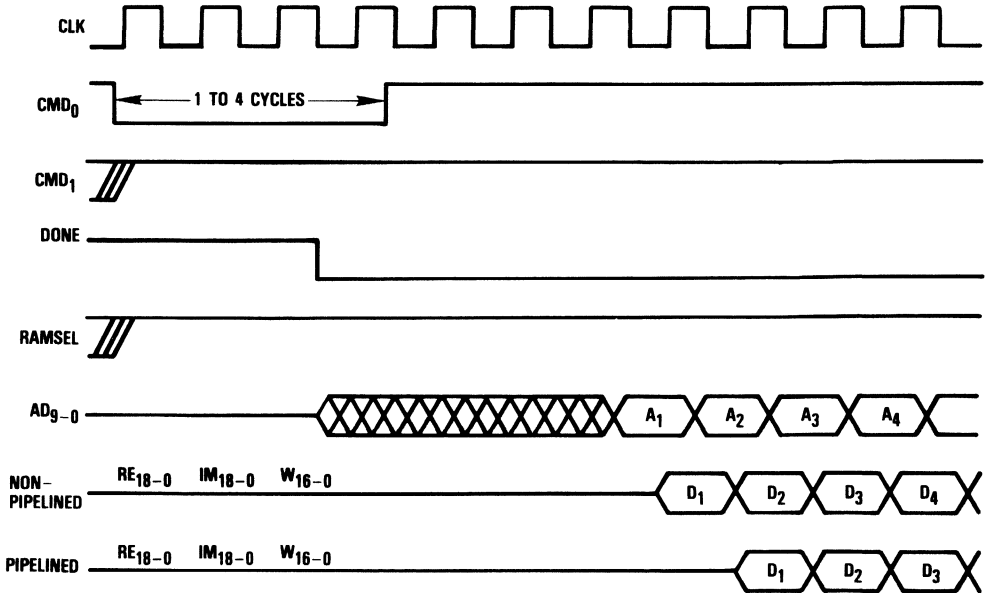 CLK
CMD0
1 TO 4 CYCLES
CMD1
DONE
RAMSEL
AD9–0
A1 A2 A3 A4
NON–
PIPELINED
RE18–0 IM18–0 W16–0
D1 D2 D3 D4
PIPELINED
RE18–0 IM18–0 W16–0
D1 D2 D3